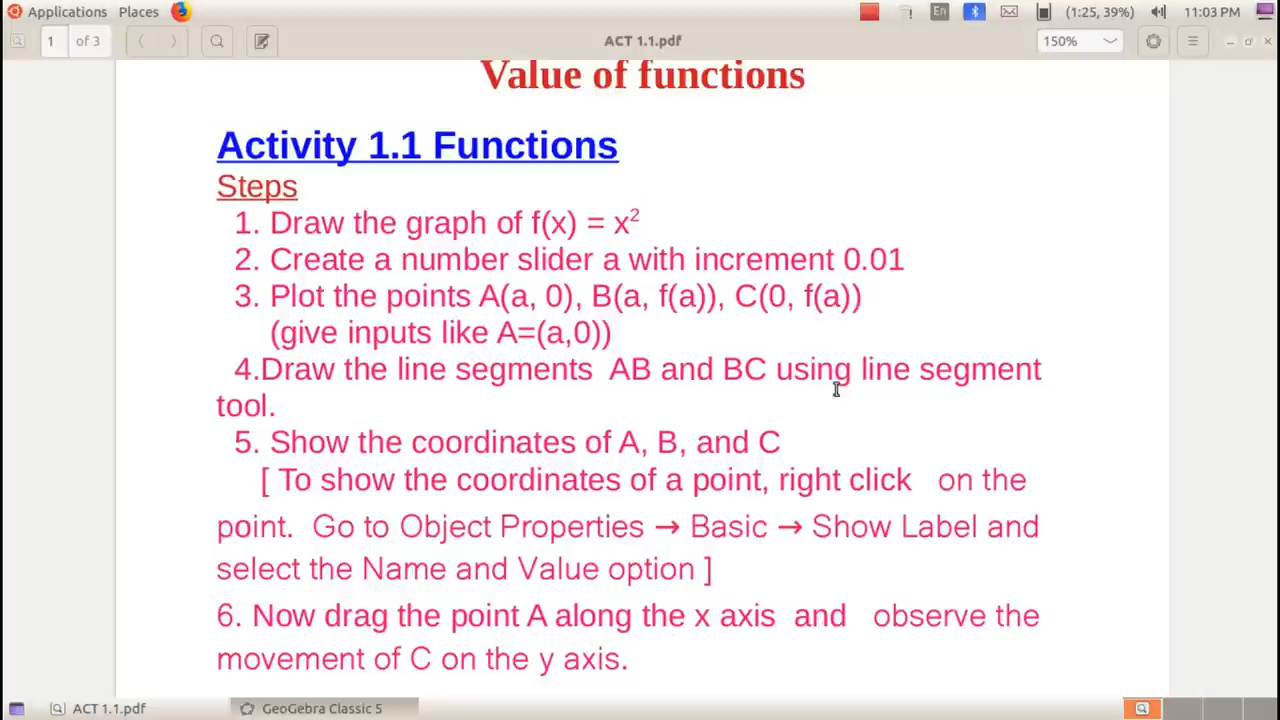 Applications Places En (1:25, 39%) 11:03 PM
1 of 3 ACT 1.1.pdf 150%
Value of functions
Activity 1.1 Functions
Steps
1. Draw the graph of f(x) = x²
2. Create a number slider a with increment 0.01
3. Plot the points A(a, 0), B(a, f(a)), C(0, f(a))
(give inputs like A=(a,0))
4.Draw the line segments AB and BC using line segment
tool.
5. Show the coordinates of A, B, and C
[ To show the coordinates of a point, right click on the
point. Go to Object Properties → Basic → Show Label and
select the Name and Value option ]
6. Now drag the point A along the x axis and observe the
movement of C on the y axis.
ACT 1.1.pdf GeoGebra Classic 5